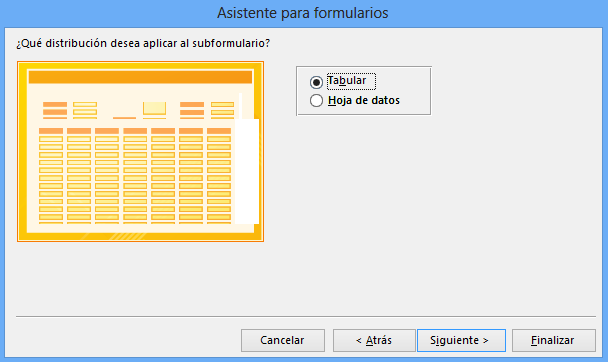 Asistente para formularios
¿Qué distribución desea aplicar al subformulario?
Tabular
Hoja de datos
Cancelar
< Atrás
Siguiente >
Finalizar